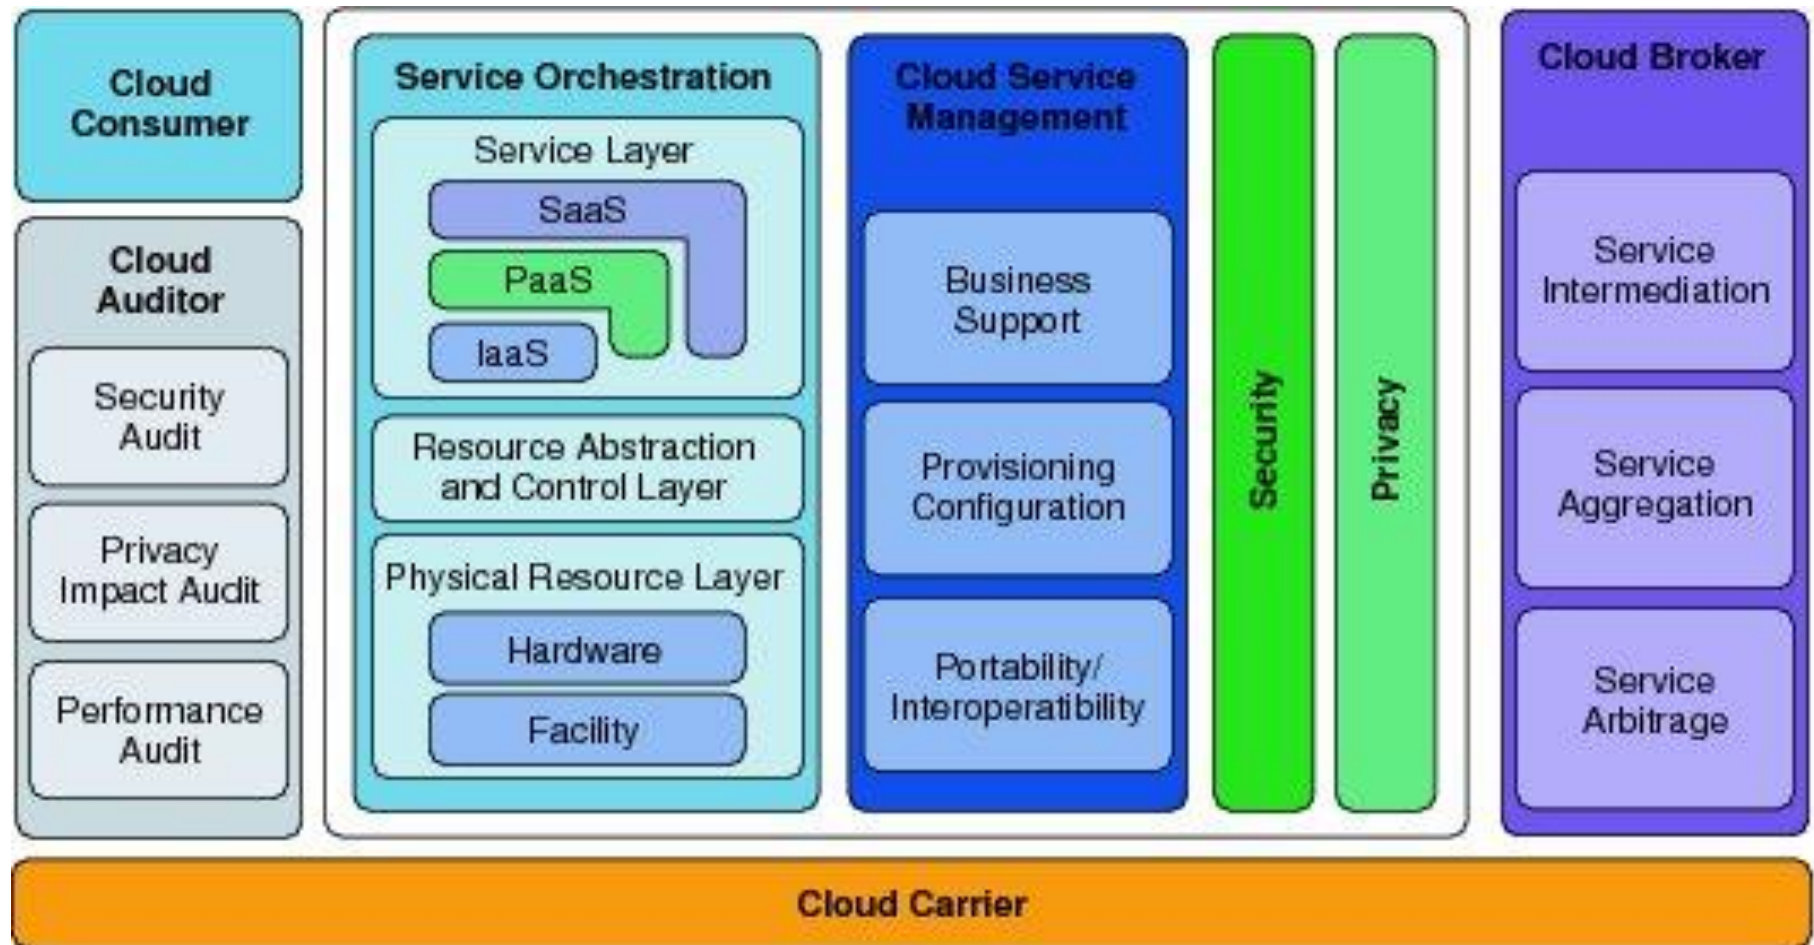 Cloud
Consumer
Cloud
Auditor
Security
Audit
Privacy
Impact Audit
Performance
Audit
Service Orchestration
Service Layer
SaaS
PaaS
IaaS
Resource Abstraction
and Control Layer
Physical Resource Layer
Hardware
Facility
Cloud Service
Management
Business
Support
Provisioning
Configuration
Portability/
Interoperatibility
Security
Privacy
Cloud Broker
Service
Intermediation
Service
Aggregation
Service
Arbitrage
Cloud Carrier